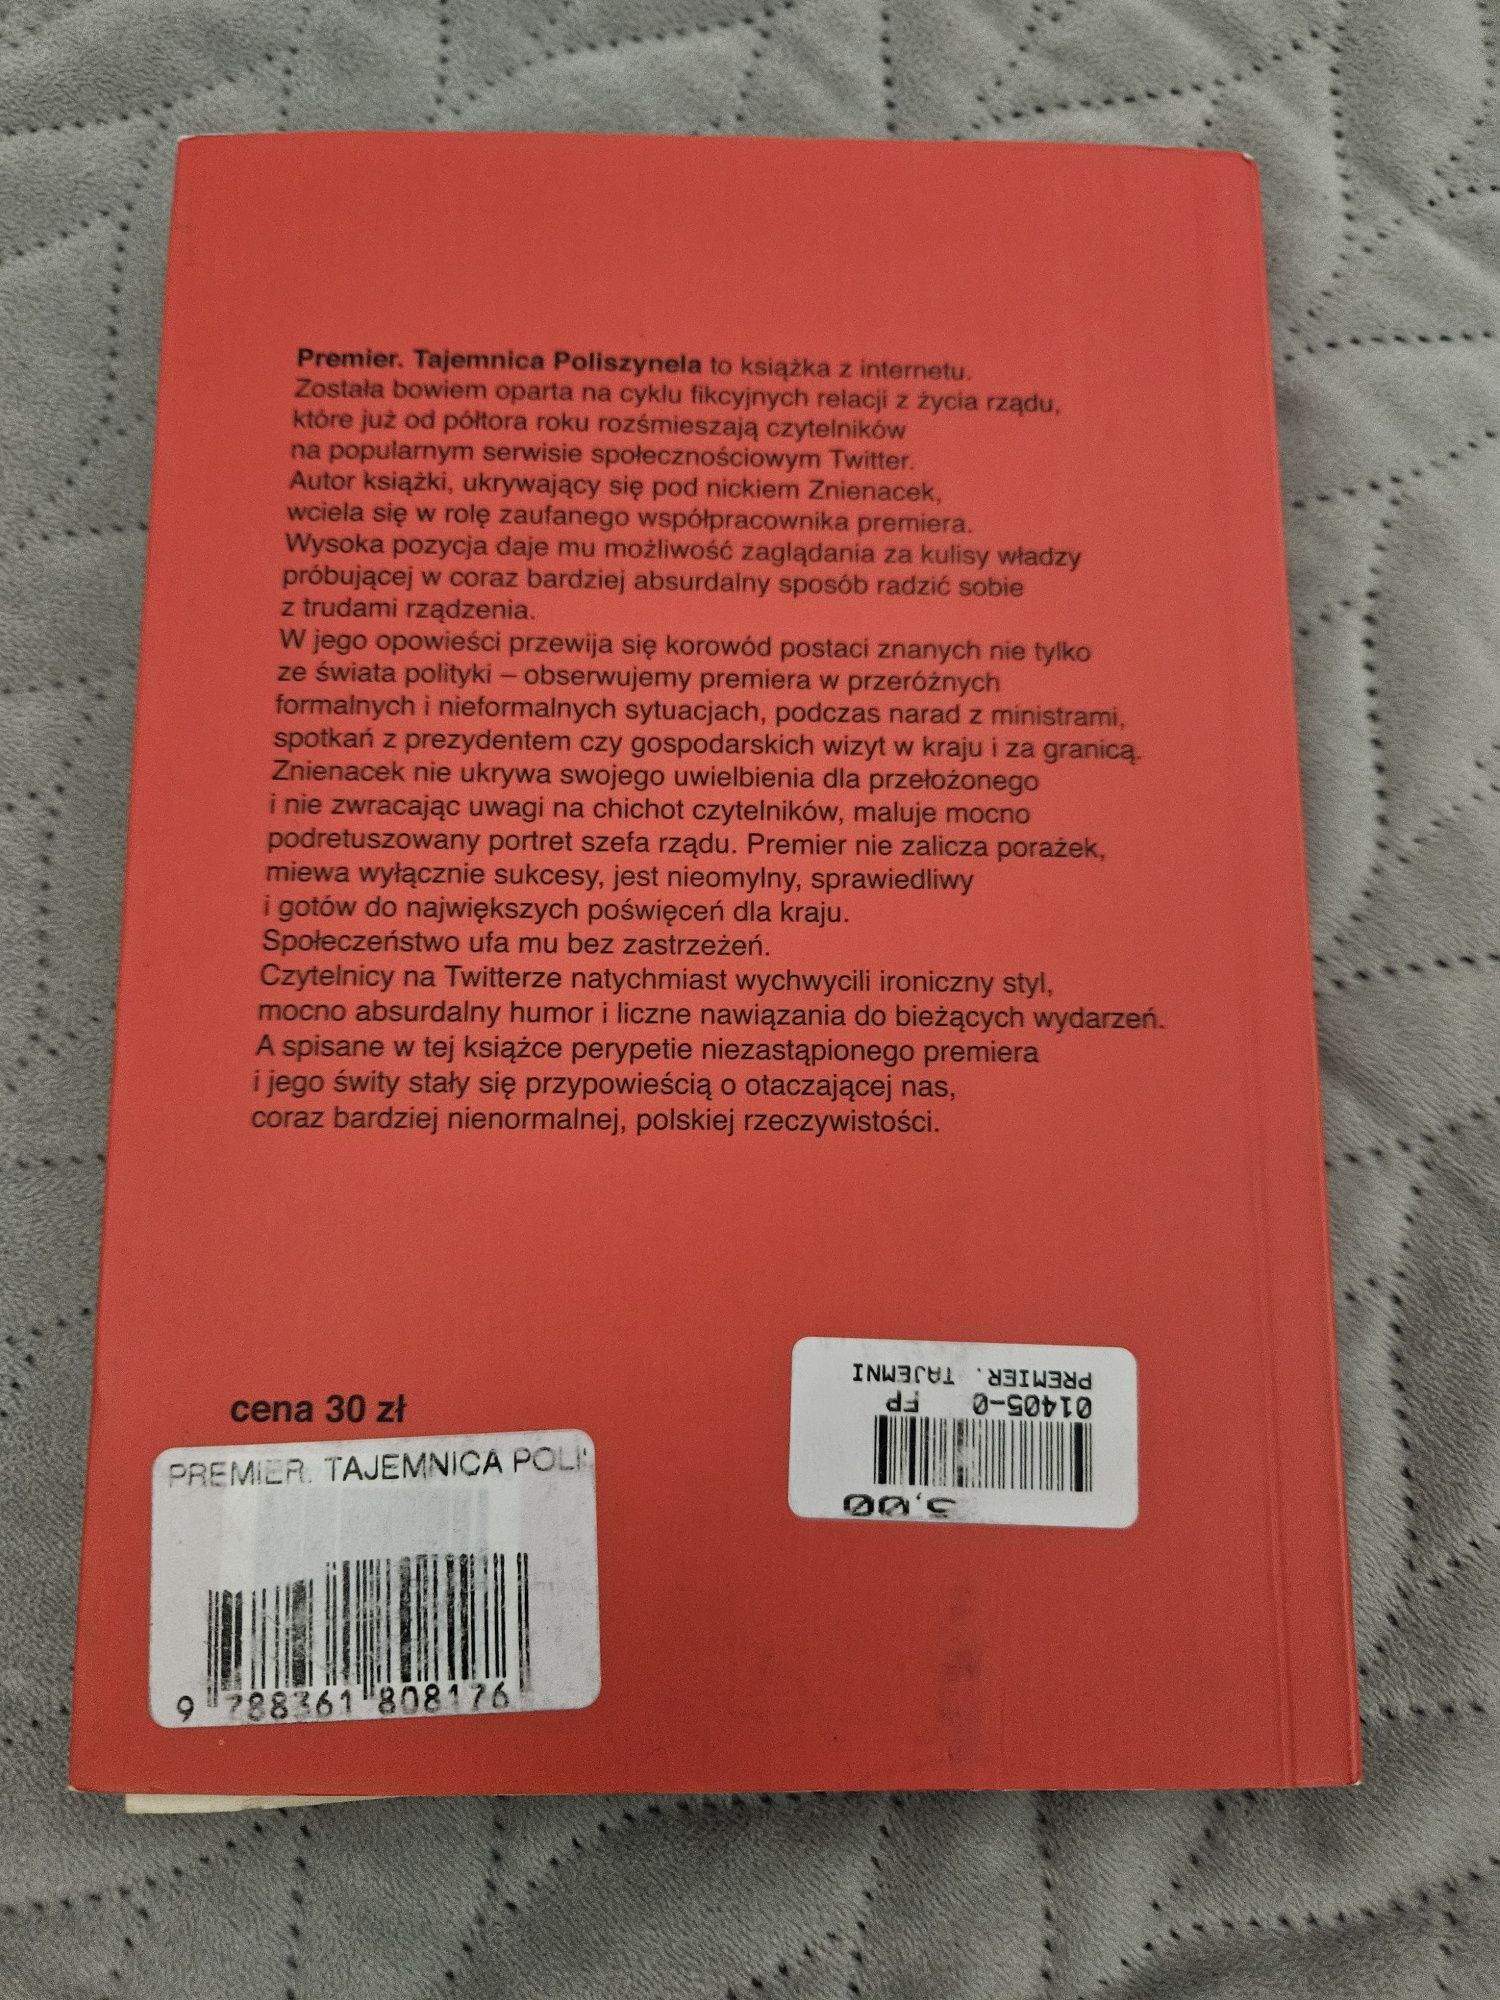 Premier. Tajemnica Poliszynela to książka z internetu.
Została bowiem oparta na cyklu fikcyjnych relacji z życia rządu,
które już od półtora roku rozśmieszają czytelników
na popularnym serwisie społecznościowym Twitter.
Autor książki, ukrywający się pod nickiem Znienacek,
wciela się w rolę zaufanego współpracownika premiera.
Wysoka pozycja daje mu możliwość zaglądania za kulisy władzy
próbującej w coraz bardziej absurdalny sposób radzić sobie
z trudami rządzenia.
W jego opowieści przewija się korowód postaci znanych nie tylko
ze świata polityki – obserwujemy premiera w przeróżnych
formalnych i nieformalnych sytuacjach, podczas narad z ministrami,
spotkań z prezydentem czy gospodarskich wizyt w kraju i za granicą.
Znienacek nie ukrywa swojego uwielbienia dla przełożonego
i nie zwracając uwagi na chichot czytelników, maluje mocno
podretuszowany portret szefa rządu. Premier nie zalicza porażek,
miewa wyłącznie sukcesy, jest nieomylny, sprawiedliwy
i gotów do największych poświęceń dla kraju.
Społeczeństwo ufa mu bez zastrzeżeń.
Czytelnicy na Twitterze natychmiast wychwycili ironiczny styl,
mocno absurdalny humor i liczne nawiązania do bieżących wydarzeń.
A spisane w tej książce perypetie niezastąpionego premiera
i jego świty stały się przypowieścią o otaczającej nas,
coraz bardziej nienormalnej, polskiej rzeczywistości.
cena 30 zł
PREMIER. TAJEMNICA POLI
9 788361 808176
PREMIER. TAJEMNI
01405-0 FP
5,00